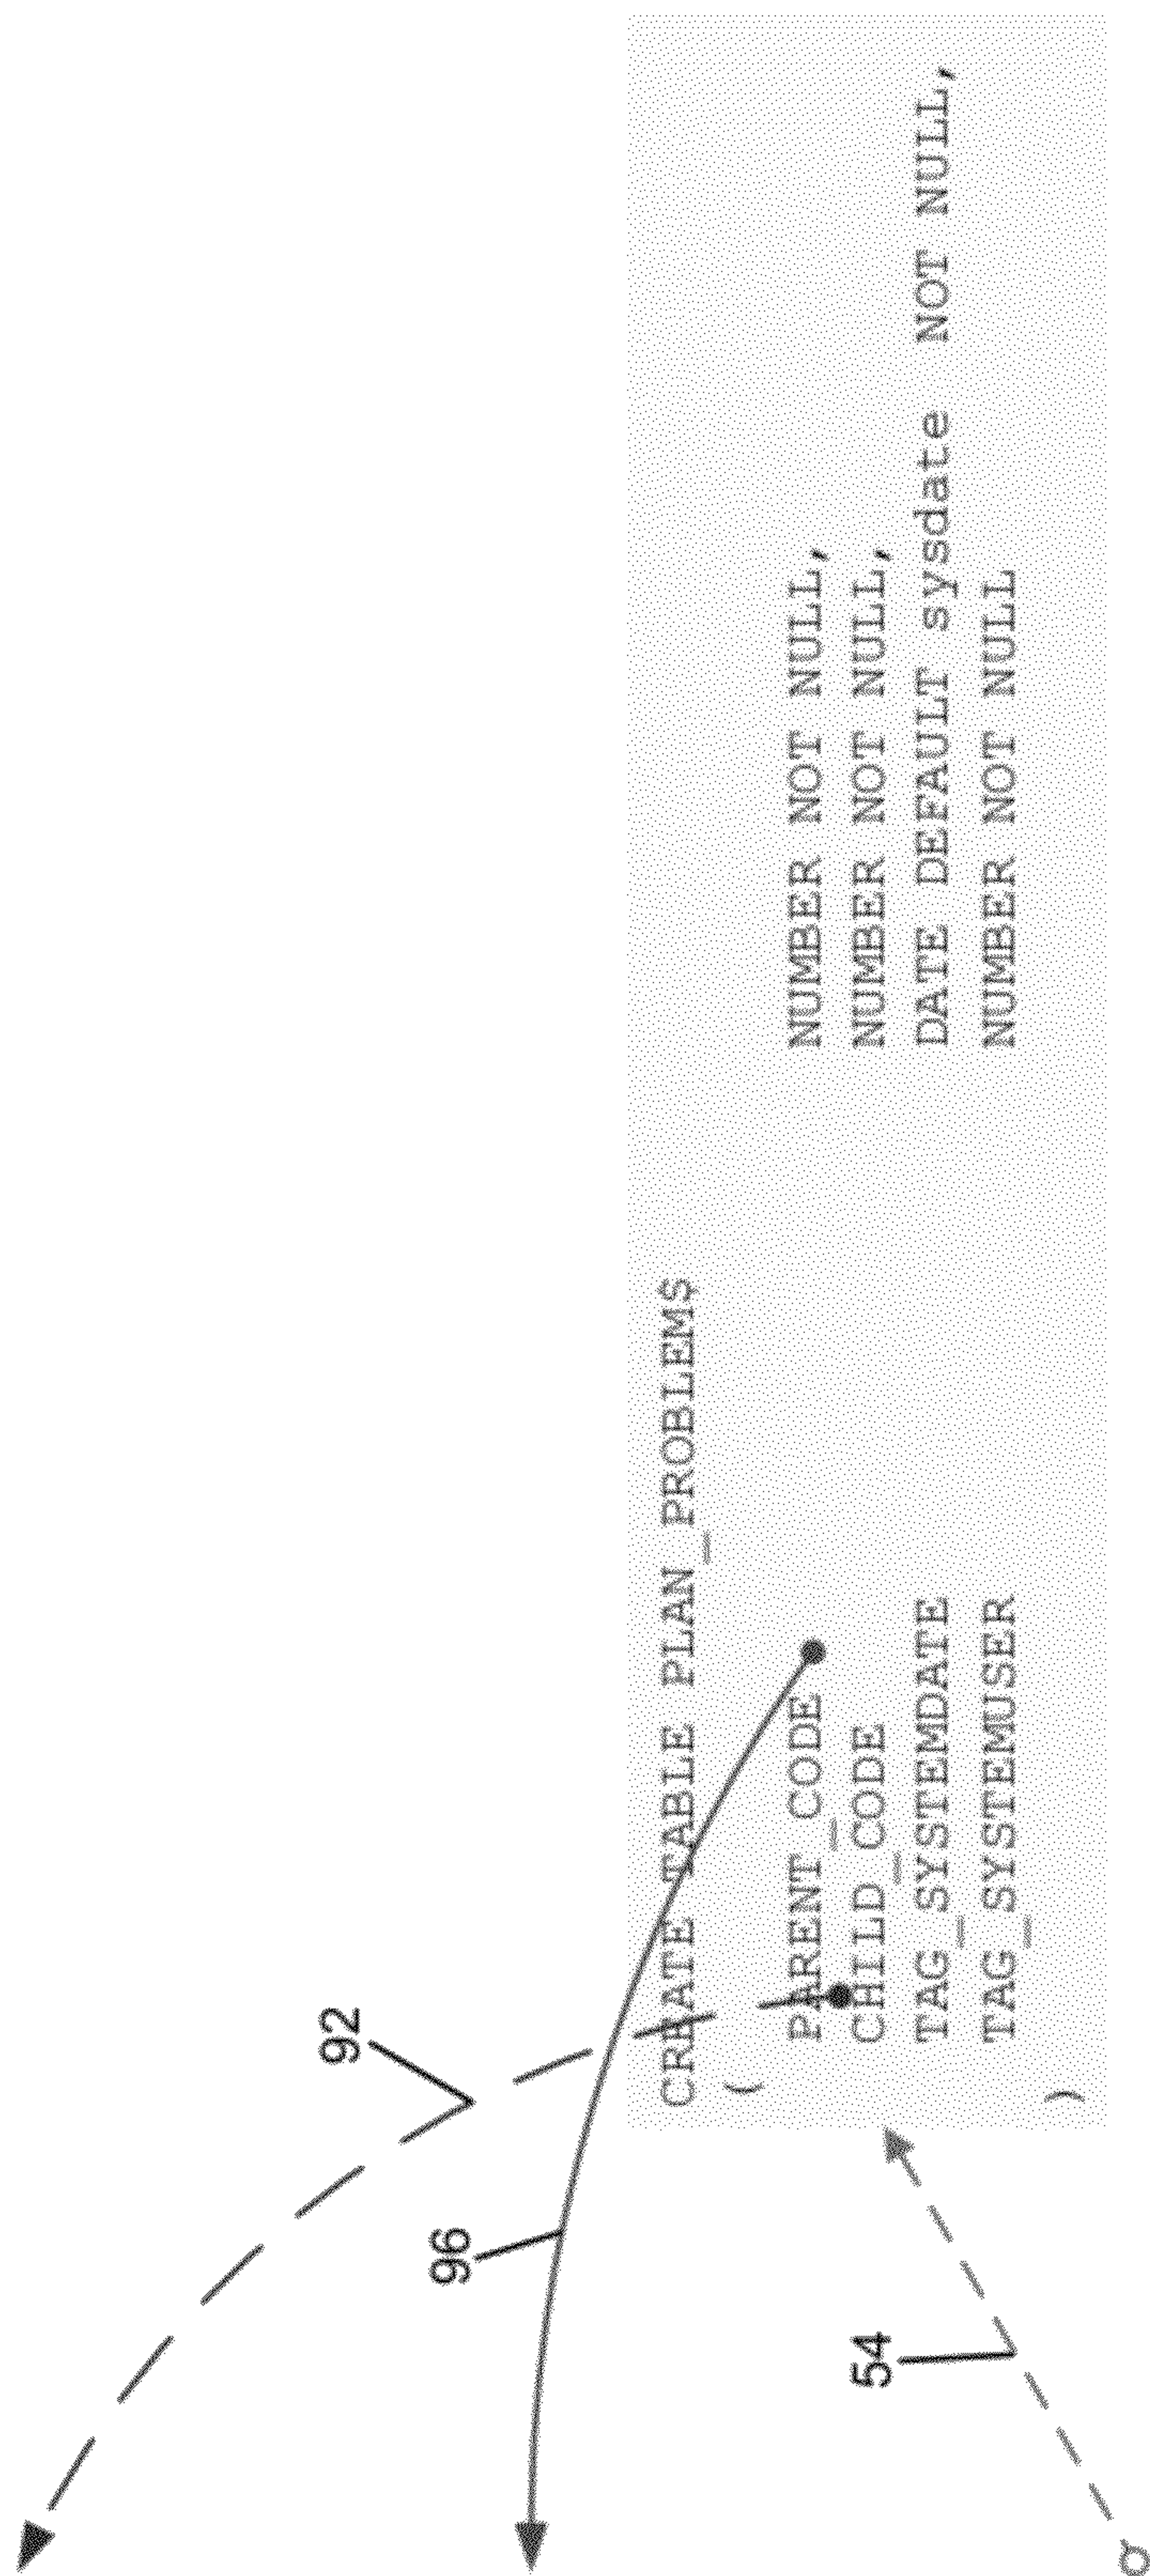 92
96
54
CREATE TABLE PLAN_PROBLEMS
(
PARENT_CODE NUMBER NOT NULL,
CHILD_CODE NUMBER NOT NULL,
TAG_SYSTEMDATE DATE DEFAULT sysdate NOT NULL,
TAG_SYSTEMUSER NUMBER NOT NULL
)